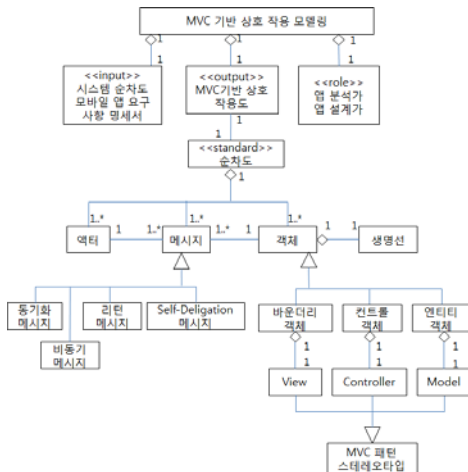 MVC 기반 상호 작용 모델링
1 1 1
1 1 1
<<input>>
시스템 순차도
모바일 앱 요구
사항 명세서
<<output>>
MVC기반 상호
작용도
<<role>>
앱 분석가
앱 설계가
1
1
<<standard>>
순차도
1
1..* 1..* 1..*
액터 1 1..* 메시지 1..* 1 객체 1 1 생명선
동기화
메시지
리턴
메시지
Self-Deligation
메시지
비동기
메시지
바운더리
객체
컨트롤
객체
엔티티
객체
1 1 1
1 1 1
View Controller Model
MVC 패턴
스테레오타입